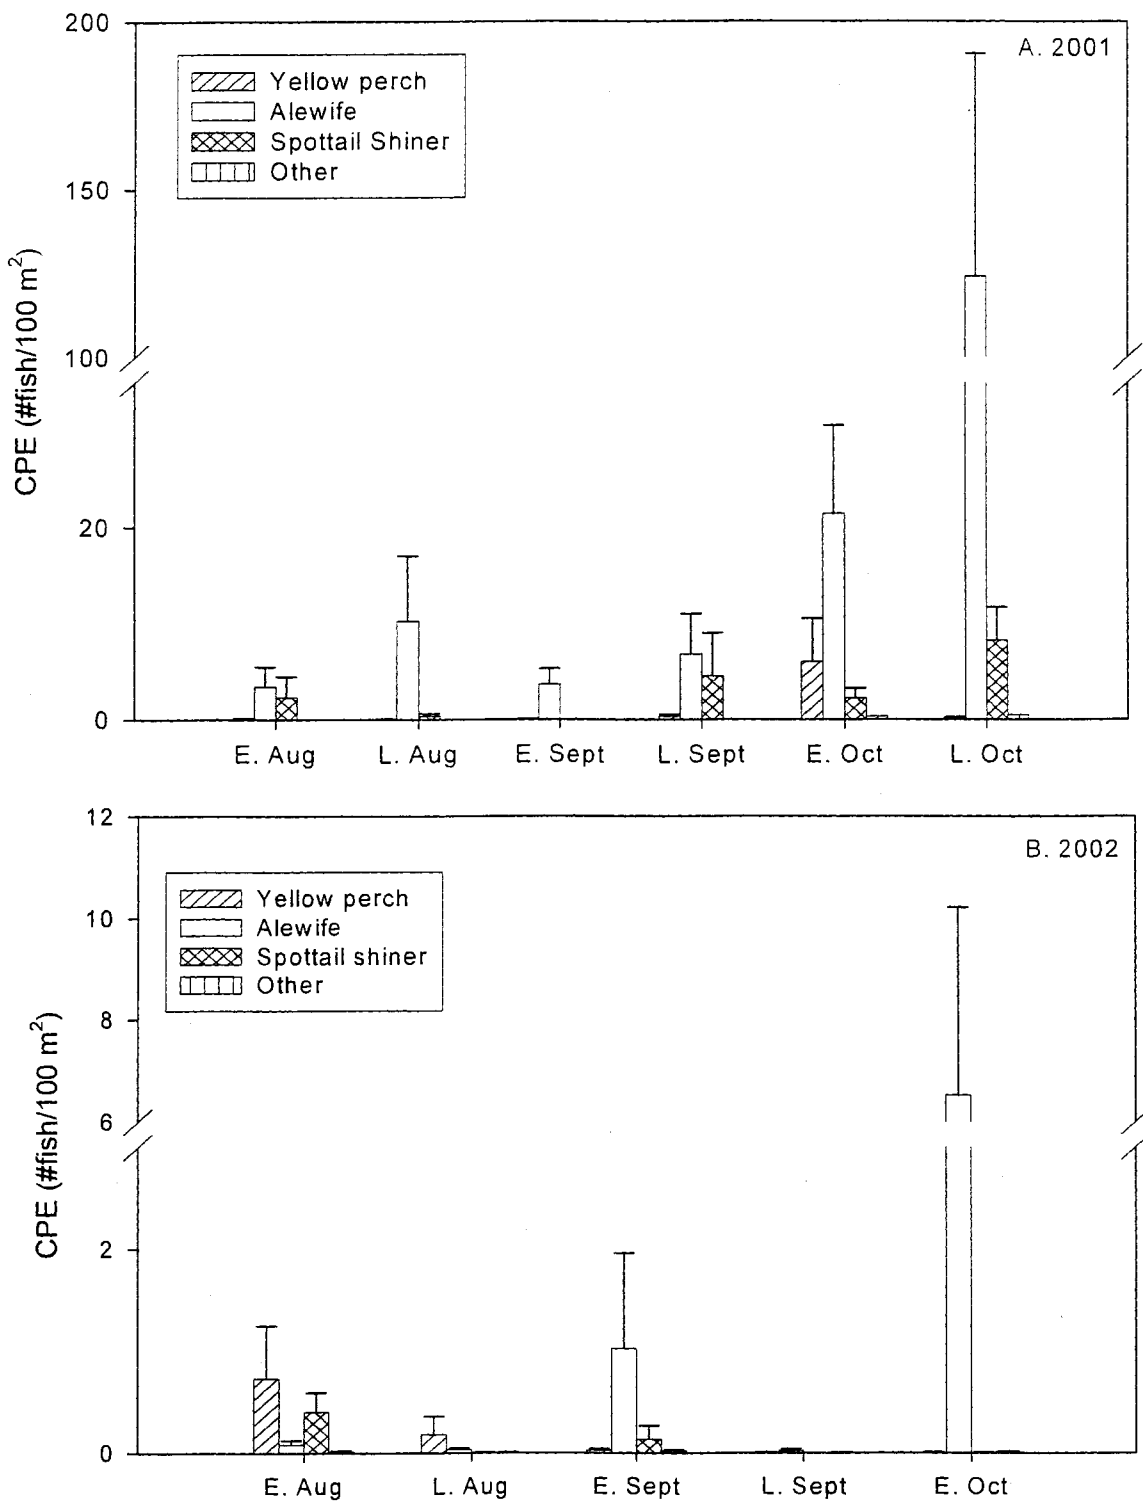 A. 2001
Yellow perch
Alewife
Spottail Shiner
Other
200
150
100
20
0
CPE (#fish/100 m²)
E. Aug L. Aug E. Sept L. Sept E. Oct L. Oct
B. 2002
Yellow perch
Alewife
Spottail shiner
Other
12
10
8
6
2
0
CPE (#fish/100 m²)
E. Aug L. Aug E. Sept L. Sept E. Oct